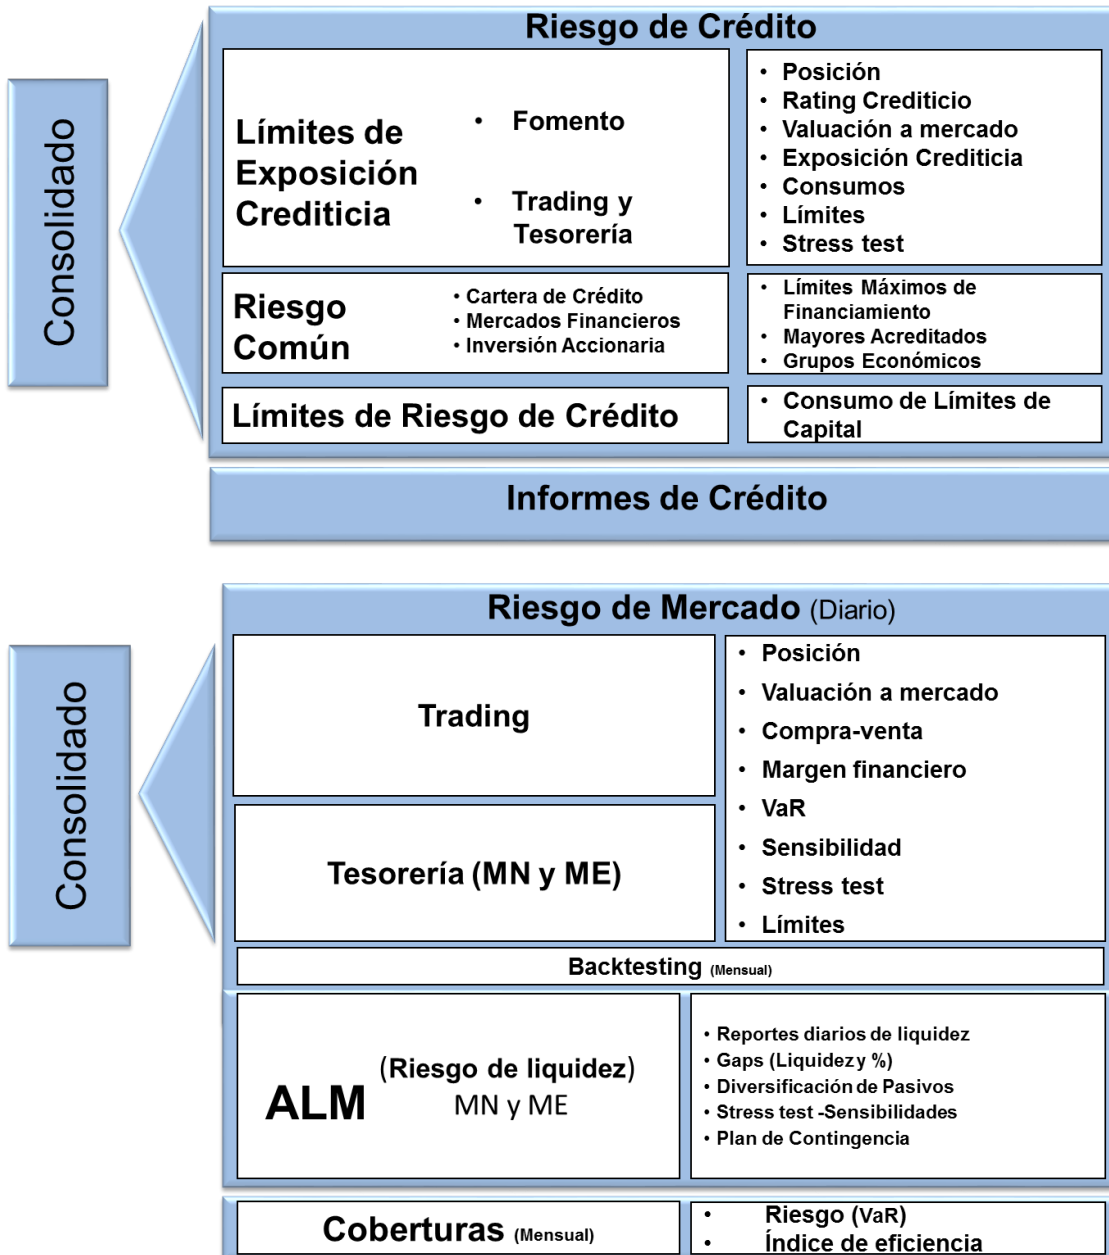 Consolidado
Riesgo de Crédito
Límites de
Exposición
Crediticia
• Fomento
• Trading y
Tesorería
• Posición
• Rating Crediticio
• Valuación a mercado
• Exposición Crediticia
• Consumos
• Límites
• Stress test
Riesgo
Común
• Cartera de Crédito
• Mercados Financieros
• Inversión Accionaria
• Límites Máximos de
Financiamiento
• Mayores Acreditados
• Grupos Económicos
Límites de Riesgo de Crédito
• Consumo de Límites de
Capital
Informes de Crédito
Consolidado
Riesgo de Mercado (Diario)
Trading
Tesorería (MN y ME)
• Posición
• Valuación a mercado
• Compra-venta
• Margen financiero
• VaR
• Sensibilidad
• Stress test
• Límites
Backtesting (Mensual)
ALM
(Riesgo de liquidez)
MN y ME
• Reportes diarios de liquidez
• Gaps (Liquidez y %)
• Diversificación de Pasivos
• Stress test -Sensibilidades
• Plan de Contingencia
Coberturas (Mensual)
• Riesgo (VaR)
• Índice de eficiencia